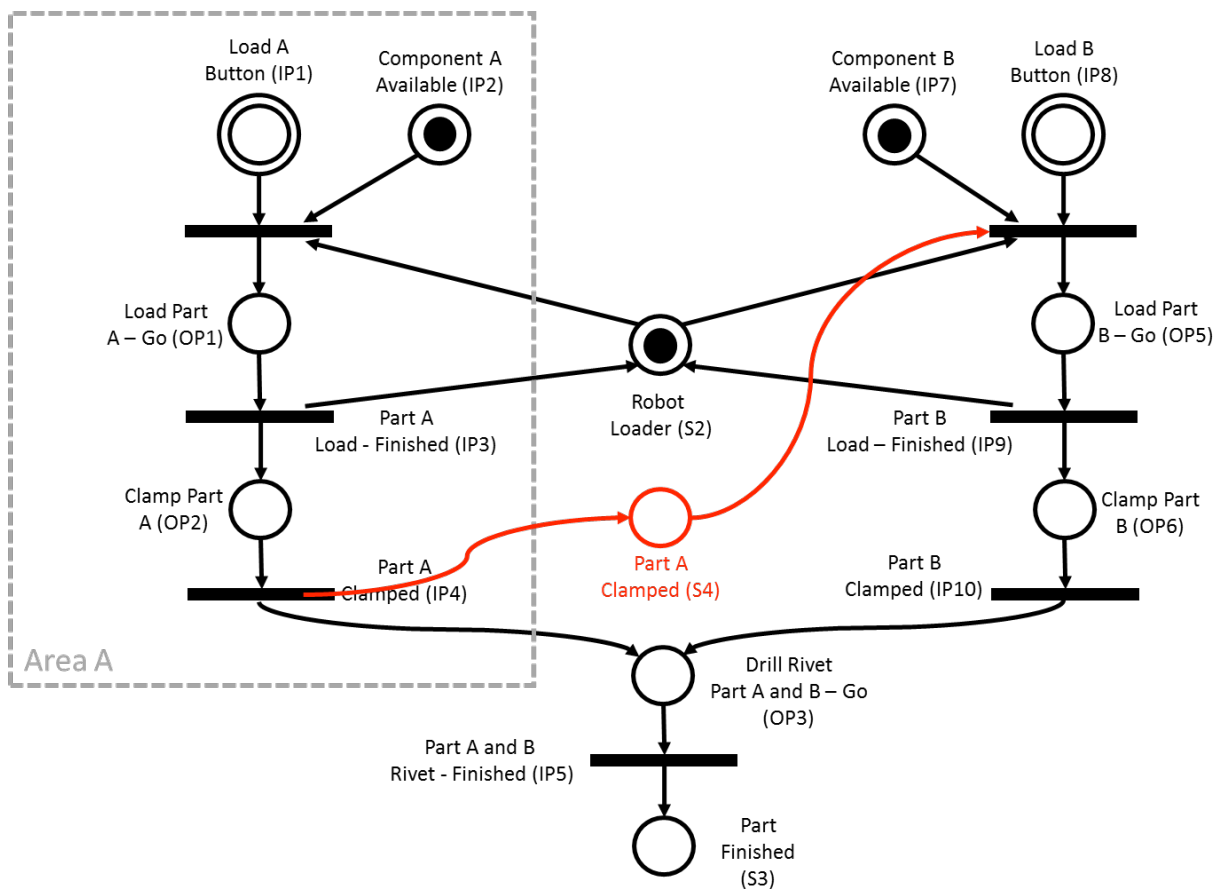 Load A
Button (IP1)
Component A
Available (IP2)
Component B
Available (IP7)
Load B
Button (IP8)
Load Part
A – Go (OP1)
Load Part
B – Go (OP5)
Robot
Loader (S2)
Part A
Load - Finished (IP3)
Part B
Load – Finished (IP9)
Clamp Part
A (OP2)
Clamp Part
B (OP6)
Part A
Clamped (IP4)
Part A
Clamped (S4)
Part B
Clamped (IP10)
Area A
Drill Rivet
Part A and B – Go
(OP3)
Part A and B
Rivet - Finished (IP5)
Part
Finished
(S3)